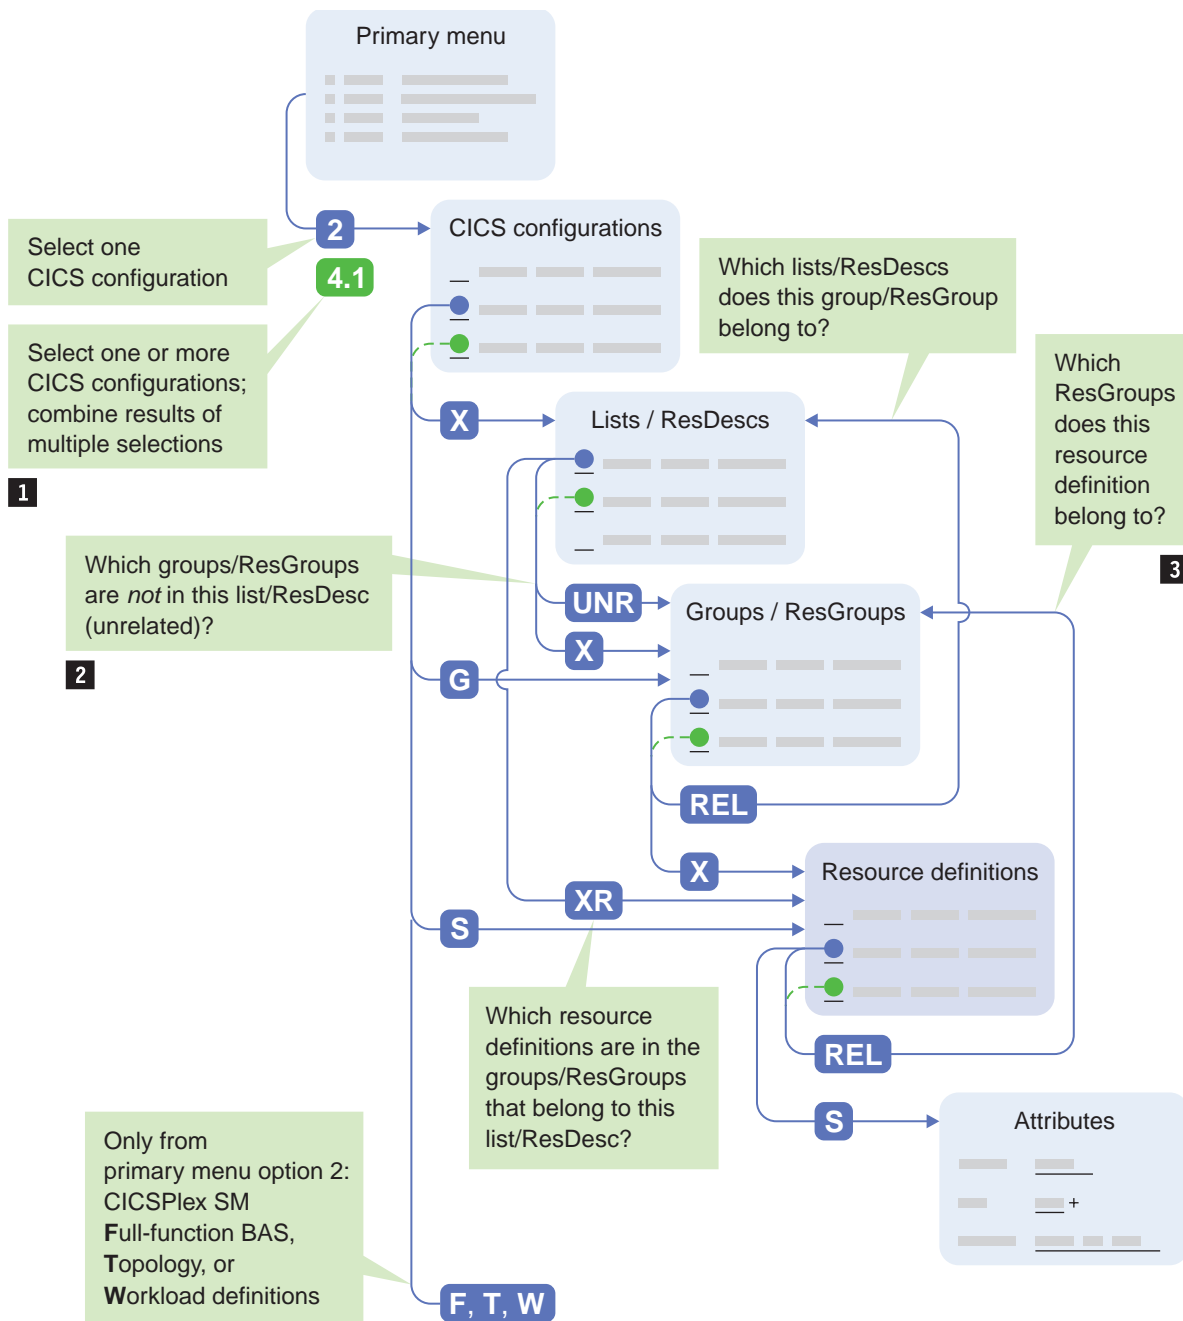 Primary menu
2
CICS configurations
Select one
CICS configuration
4.1
Select one or more
CICS configurations;
combine results of
multiple selections
1
Which lists/ResDescs
does this group/ResGroup
belong to?
Which
ResGroups
does this
resource
definition
belong to?
3
X
Lists / ResDescs
Which groups/ResGroups
are not in this list/ResDesc
(unrelated)?
2
UNR
X
G
Groups / ResGroups
REL
X
XR
S
Resource definitions
Which resource
definitions are in the
groups/ResGroups
that belong to this
list/ResDesc?
REL
S
Attributes
+
Only from
primary menu option 2:
CICSPlex SM
Full-function BAS,
Topology, or
Workload definitions
F, T, W